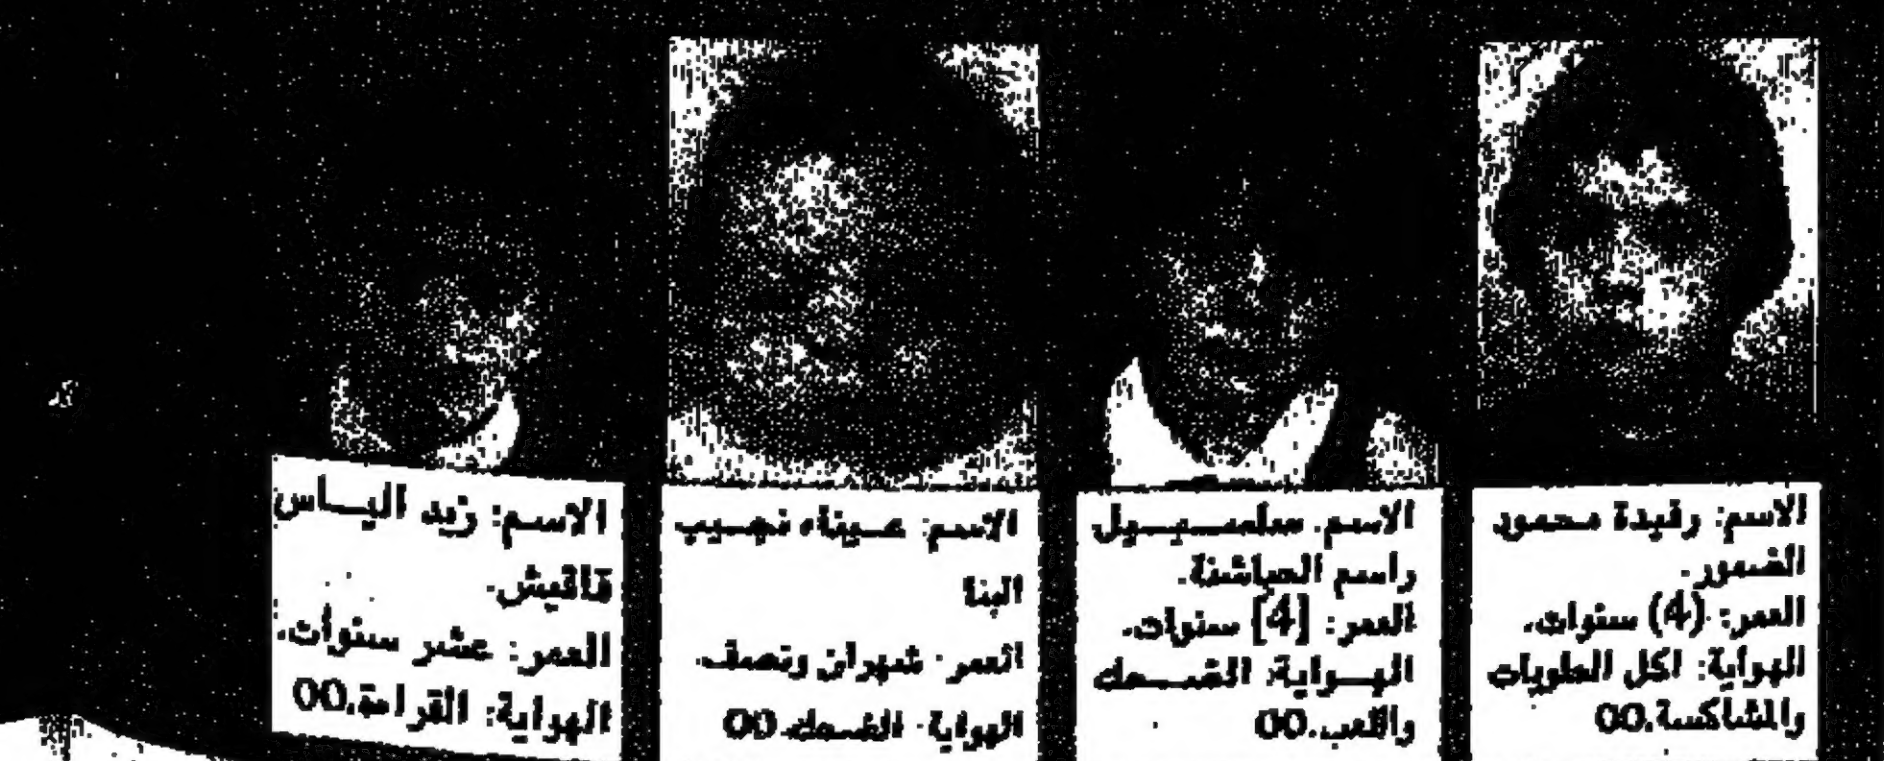 الاسم: رقيدة محمود
الضمور.
العمر: (4) سنوات.
الهواية: اكل الحلويات
والمشاكسة.00
الاسم. سلسبيل
راسم الحباشنة.
العمر: [4] سنوات.
الهواية: الضحك
واللعب.00
الاسم: عيناء نجيب
البنا
العمر: شهران ونصف.
الهواية: الضحك.00
الاسم: زيد الياس
قاقيش.
العمر: عشر سنوات.
الهواية: القراءة.00